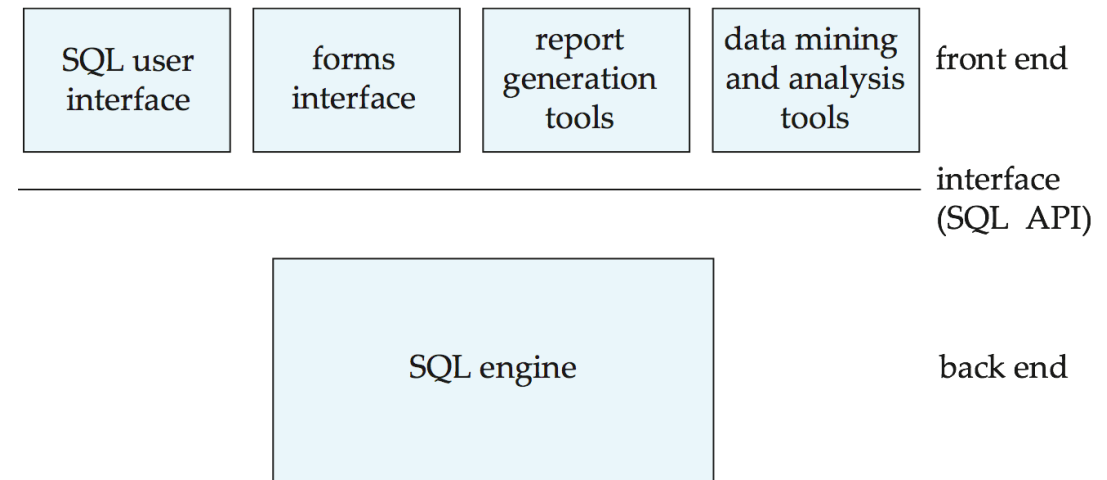 SQL user
interface
forms
interface
report
generation
tools
data mining
and analysis
tools
front end
interface
(SQL API)
SQL engine
back end